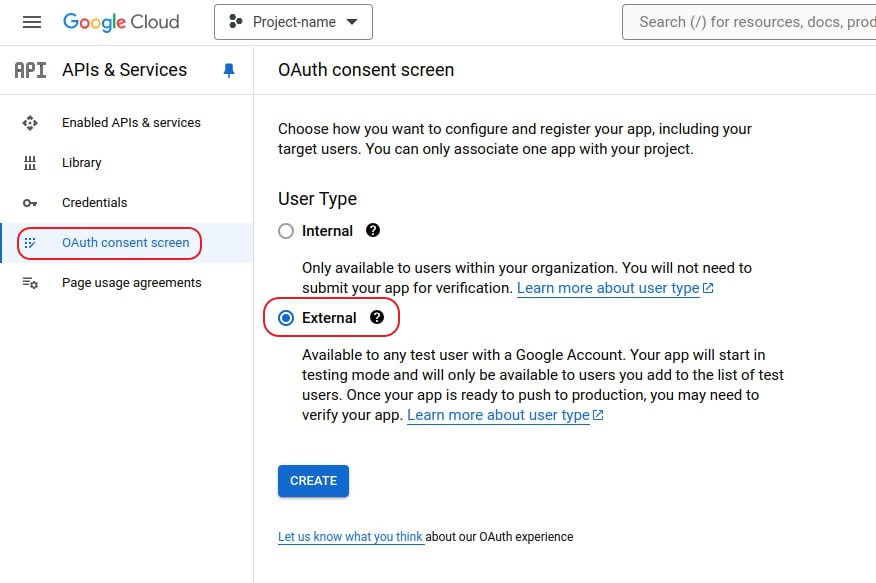 Google Cloud
Project-name
Search (/) for resources, docs, prod
API APIs & Services
OAuth consent screen
Enabled APIs & services
Library
Credentials
OAuth consent screen
Page usage agreements
Choose how you want to configure and register your app, including your
target users. You can only associate one app with your project.
User Type
Internal ?
Only available to users within your organization. You will not need to
submit your app for verification. Learn more about user type
External ?
Available to any test user with a Google Account. Your app will start in
testing mode and will only be available to users you add to the list of test
users. Once your app is ready to push to production, you may need to
verify your app. Learn more about user type
CREATE
Let us know what you think about our OAuth experience